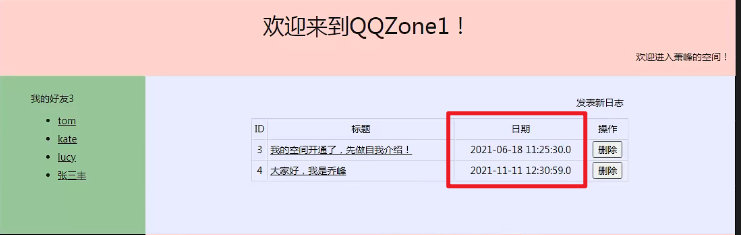 欢迎来到QQZone1！
欢迎进入萧峰的空间！
我的好友3
tom
kate
lucy
张三丰
发表新日志
ID 标题 日期 操作
3 我的空间开通了，先做自我介绍！ 2021-06-18 11:25:30.0 删除
4 大家好，我是乔峰 2021-11-11 12:30:59.0 删除